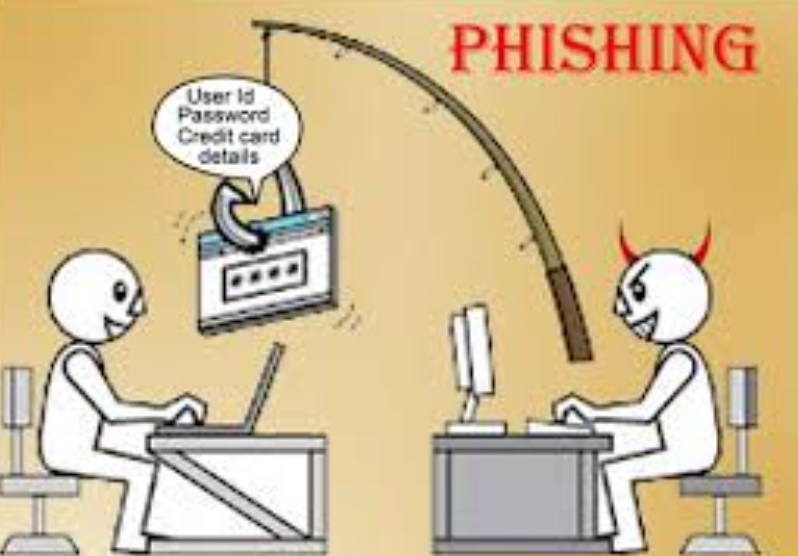 PHISHING
User Id
Password
Credit card
details
****